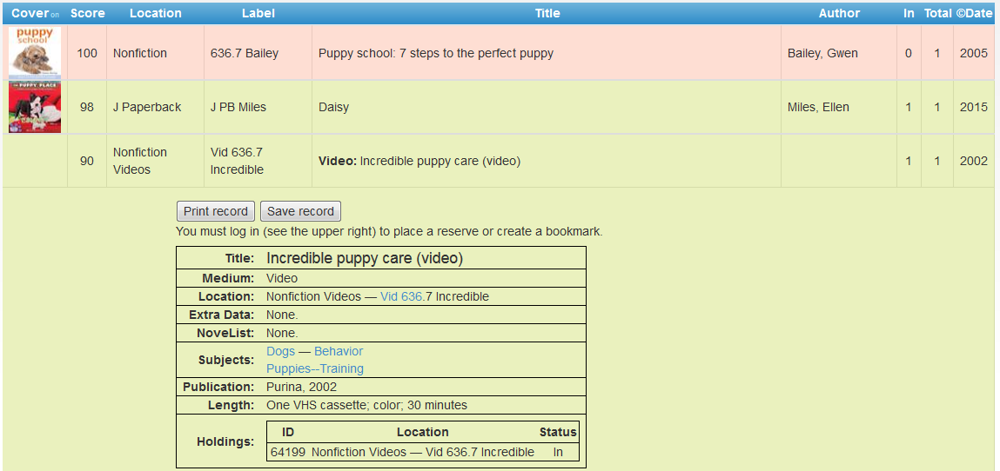 Cover on Score Location Label Title Author In Total ©Date
puppy
school
100 Nonfiction 636.7 Bailey Puppy school: 7 steps to the perfect puppy Bailey, Gwen 0 1 2005
THE PUPPY PLACE
98 J Paperback J PB Miles Daisy Miles, Ellen 1 1 2015
90 Nonfiction Videos Vid 636.7 Incredible Video: Incredible puppy care (video) 1 1 2002
Print record Save record
You must log in (see the upper right) to place a reserve or create a bookmark.
Title: Incredible puppy care (video)
Medium: Video
Location: Nonfiction Videos — Vid 636.7 Incredible
Extra Data: None.
NoveList: None.
Subjects: Dogs — Behavior
Puppies--Training
Publication: Purina, 2002
Length: One VHS cassette; color; 30 minutes
Holdings: ID Location Status
64199 Nonfiction Videos — Vid 636.7 Incredible In